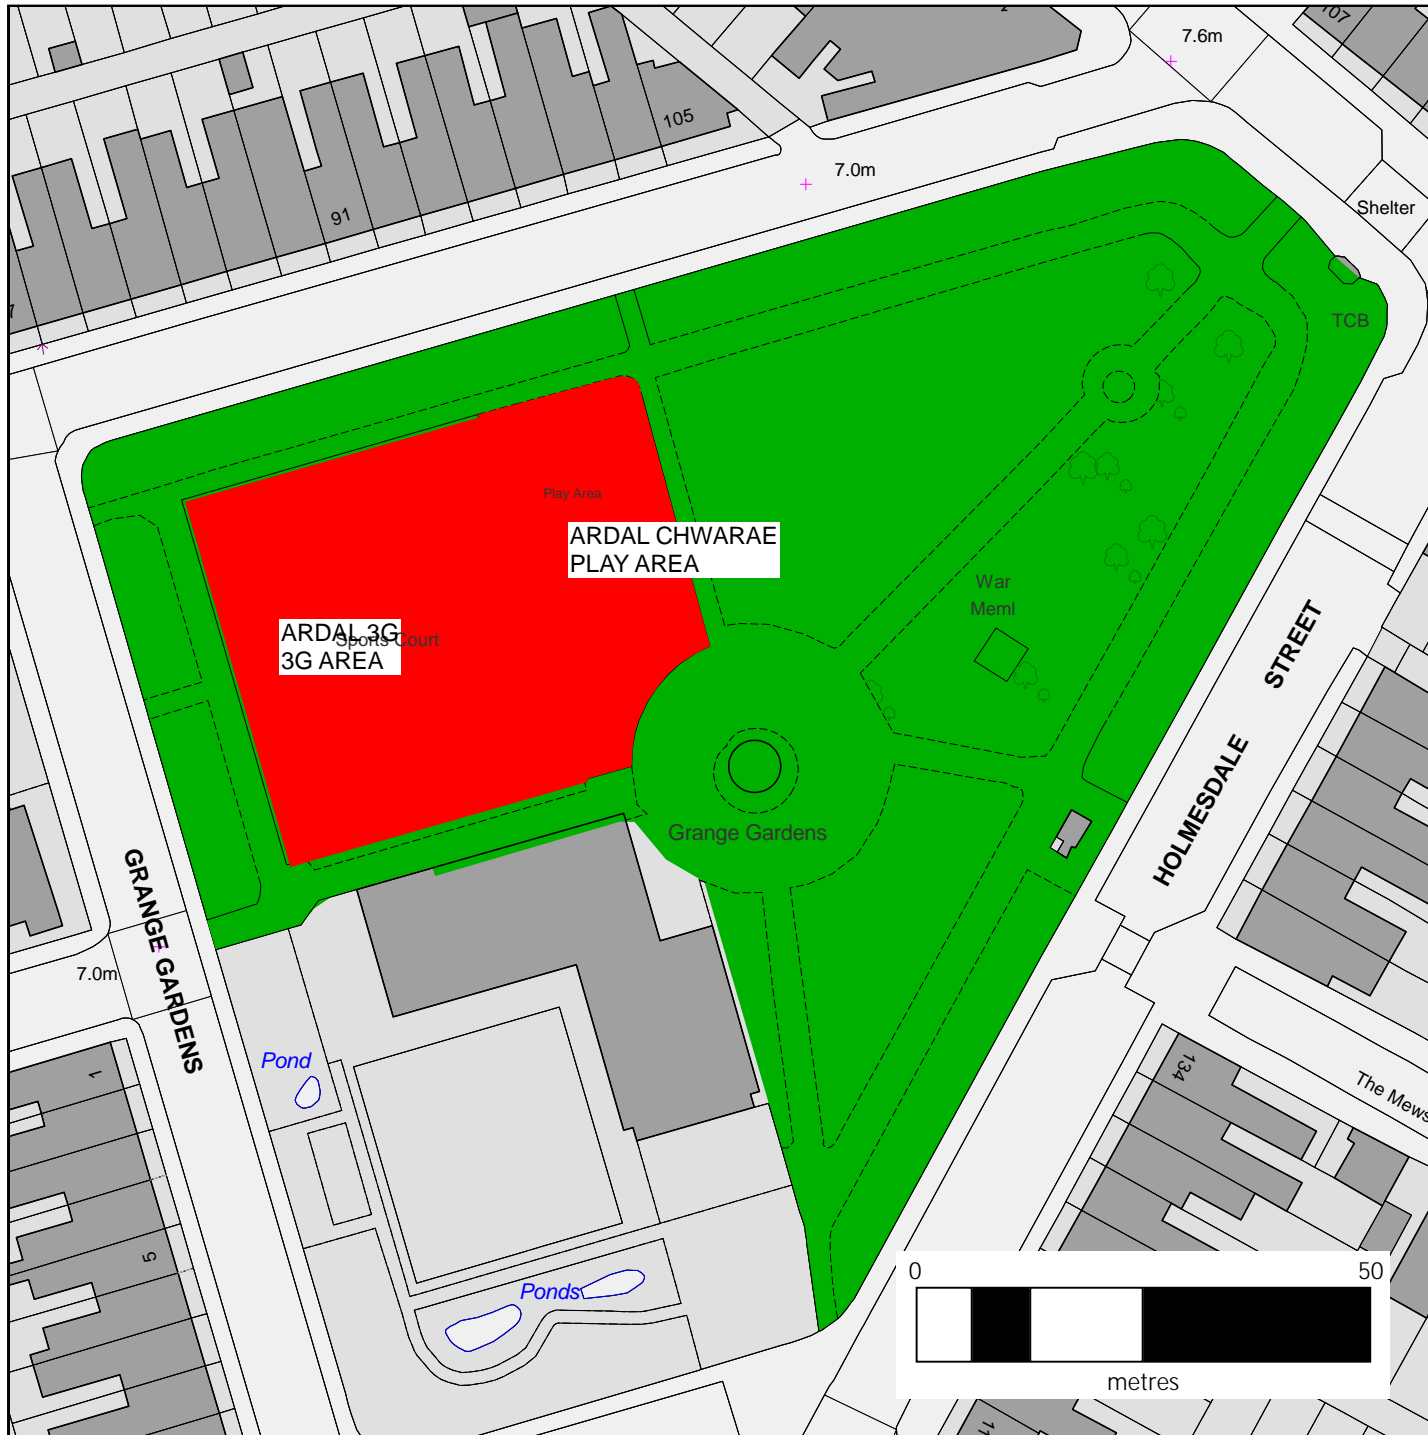 107
7.6m
105
7.0m
91
Shelter
TCB
Play Area
ARDAL CHWARAE
PLAY AREA
War
Meml
ARDAL 3G
Sports Court
3G AREA
HOLMESDALE STREET
Grange Gardens
GRANGE GARDENS
7.0m
Pond
1
134
The Mews
5
Ponds
0
50
metres